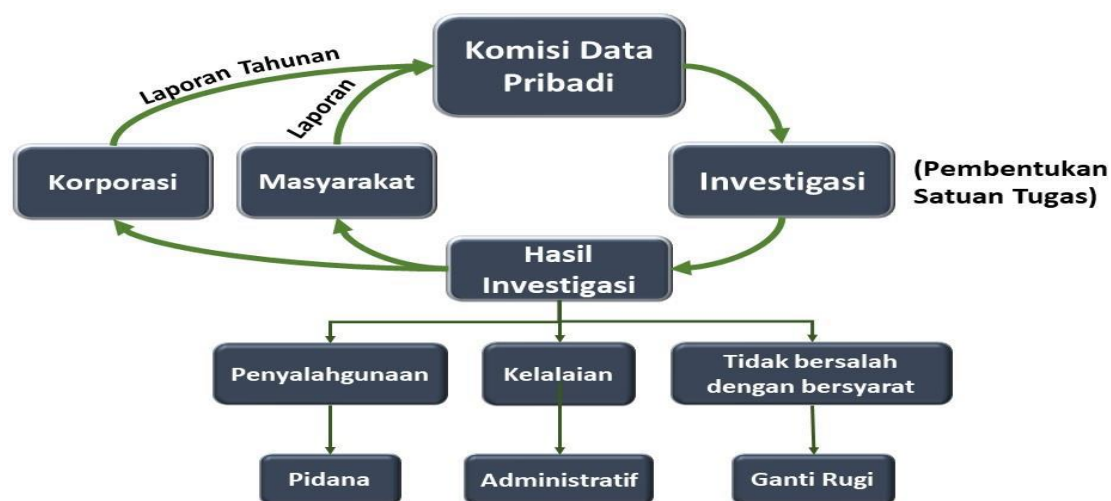 Komisi Data
Pribadi
Laporan Tahunan
Laporan
Korporasi
Masyarakat
Investigasi
(Pembentukan
Satuan Tugas)
Hasil
Investigasi
Penyalahgunaan
Kelalaian
Tidak bersalah
dengan bersyarat
Pidana
Administratif
Ganti Rugi